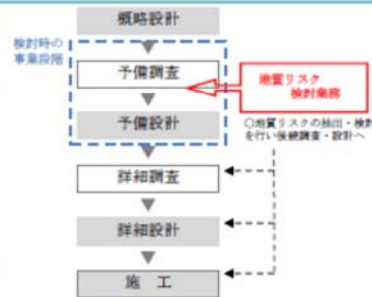 概略設計
検討時の
事業段階
予備調査
地質リスク
検討業務
予備設計
○地質リスクの抽出・検討
を行い後続調査・設計へ
詳細調査
詳細設計
施 工